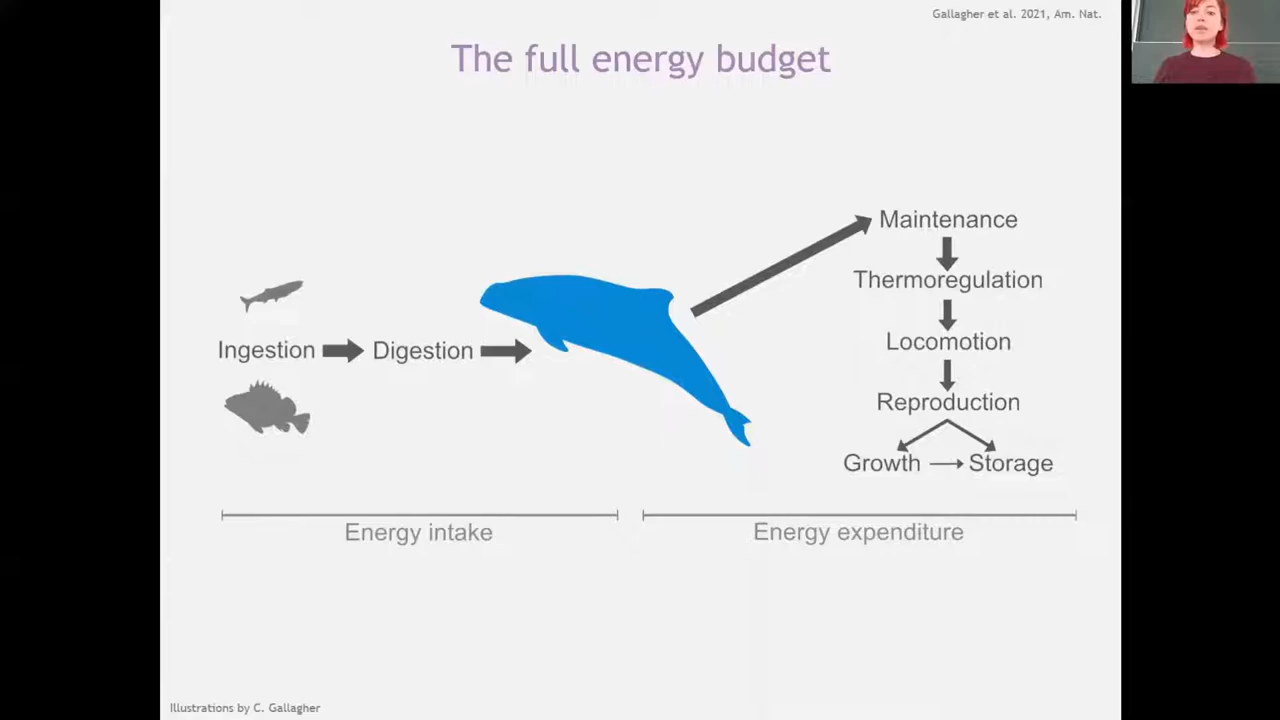 Gallagher et al. 2021, Am. Nat.
The full energy budget
Maintenance
Thermoregulation
Locomotion
Ingestion
Digestion
Reproduction
Growth
Storage
Energy intake
Energy expenditure
Illustrations by C. Gallagher